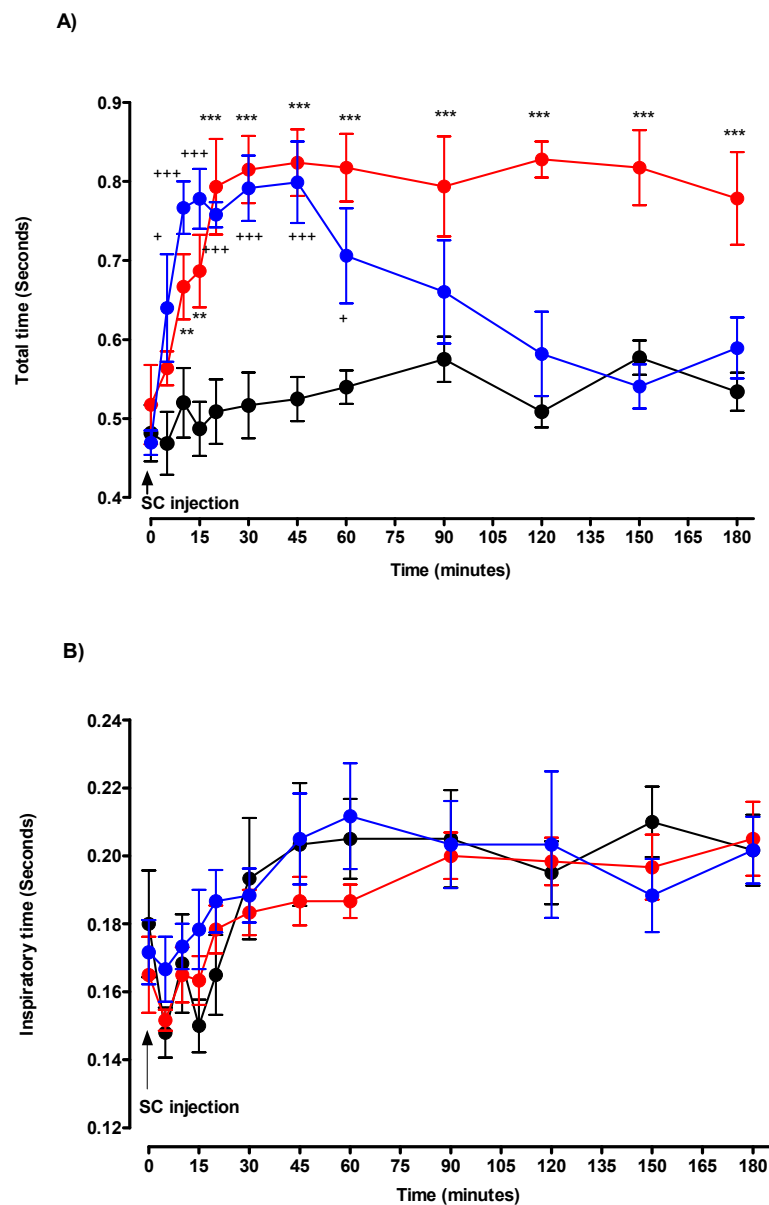 A)
Total time (Seconds)
0.9
0.8
0.7
0.6
0.5
0.4
*** *** *** *** *** *** *** ***
+++ +++
+
+++ +++ +++
**
**
+
SC injection
0 15 30 45 60 75 90 105 120 135 150 165 180
Time (minutes)
B)
Inspiratory time (Seconds)
0.24
0.22
0.20
0.18
0.16
0.14
0.12
SC injection
0 15 30 45 60 75 90 105 120 135 150 165 180
Time (minutes)